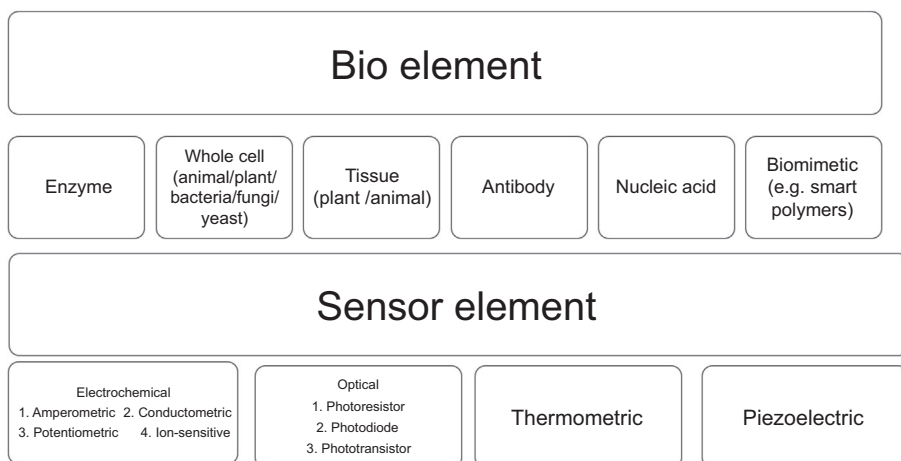 Bio element
Enzyme
Whole cell
(animal/plant/
bacteria/fungi/
yeast)
Tissue
(plant /animal)
Antibody
Nucleic acid
Biomimetic
(e.g. smart
polymers)
Sensor element
Electrochemical
1. Amperometric 2. Conductometric
3. Potentiometric 4. Ion-sensitive
Optical
1. Photoresistor
2. Photodiode
3. Phototransistor
Thermometric
Piezoelectric